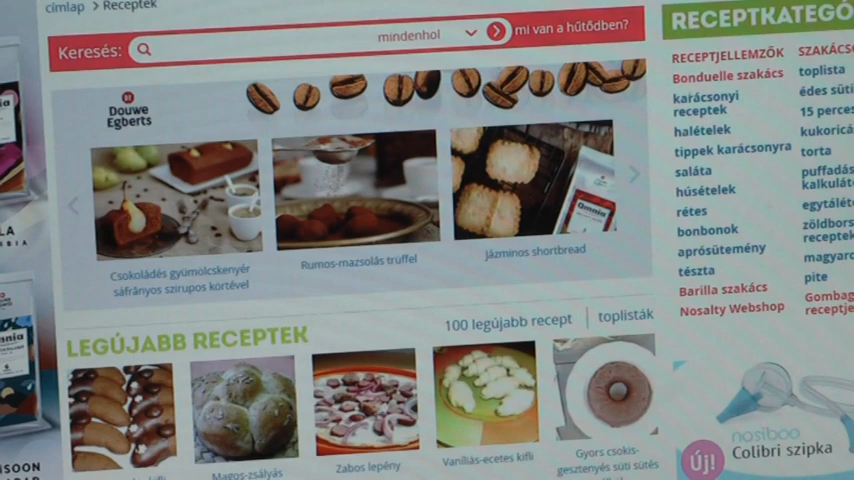 címlap > Receptek
Keresés:
mindenhol
mi van a hűtődben?
Douwe
Egberts
Omnia
Csokoládés gyümölcskenyér
sáfrányos szirupos körtével
Rumos-mazsolás trüffel
Jázminos shortbread
LEGÚJABB RECEPTEK
100 legújabb recept
toplisták
Magos-zsályás
Zabos lepény
Vaníliás-ecetes kifli
Gyors csokis-
gesztenyés süti sütés
RECEPTKATEGÓ
RECEPTJELLEMZŐK
Bonduelle szakács
karácsonyi
receptek
halételek
tippek karácsonyra
saláta
húsételek
rétes
bonbonok
aprósütemény
tészta
Barilla szakács
Nosalty Webshop
SZAKÁCS
toplista
édes süti
15 perces
kukoricá
torta
puffadás
kalkulát
egytáléte
zöldbors
receptek
magyaro
pite
Gombag
receptje
nosiboo
Colibri szipka
Új!